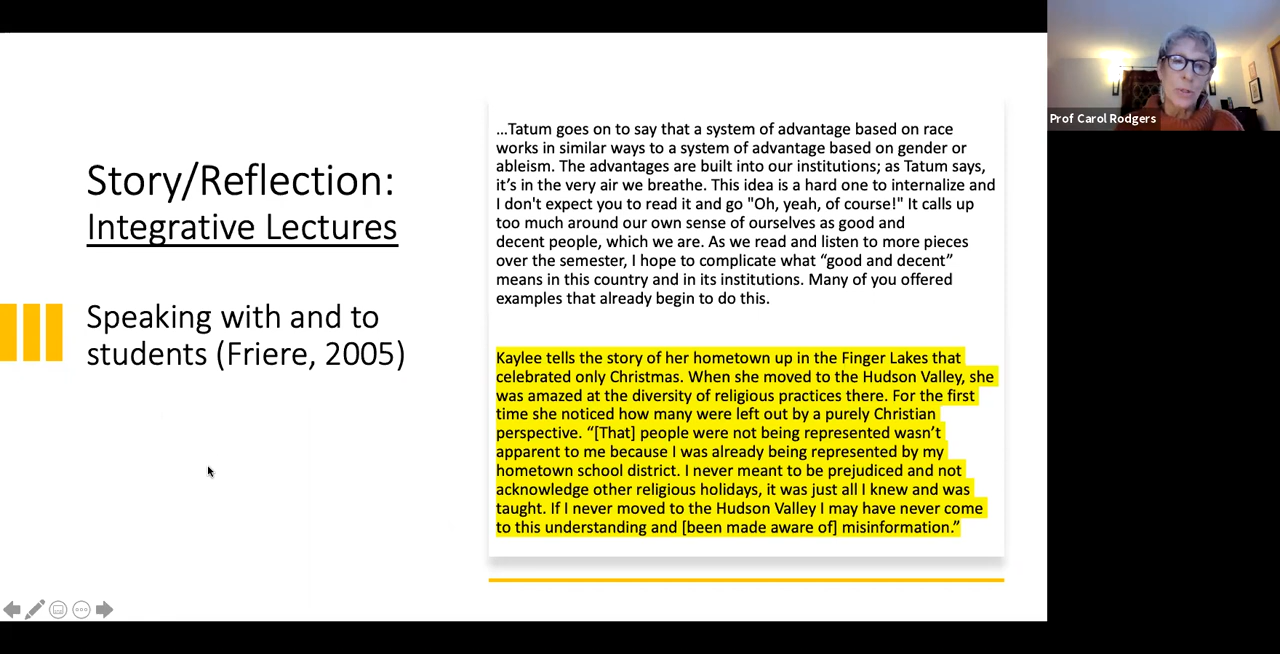 Story/Reflection:
Integrative Lectures
Speaking with and to
students (Friere, 2005)
...Tatum goes on to say that a system of advantage based on race
works in similar ways to a system of advantage based on gender or
ableism. The advantages are built into our institutions; as Tatum says,
it's in the very air we breathe. This idea is a hard one to internalize and
I don't expect you to read it and go "Oh, yeah, of course!" It calls up
too much around our own sense of ourselves as good and
decent people, which we are. As we read and listen to more pieces
over the semester, I hope to complicate what “good and decent”
means in this country and in its institutions. Many of you offered
examples that already begin to do this.
Kaylee tells the story of her hometown up in the Finger Lakes that
celebrated only Christmas. When she moved to the Hudson Valley, she
was amazed at the diversity of religious practices there. For the first
time she noticed how many were left out by a purely Christian
perspective. “[That] people were not being represented wasn’t
apparent to me because I was already being represented by my
hometown school district. I never meant to be prejudiced and not
acknowledge other religious holidays, it was just all I knew and was
taught. If I never moved to the Hudson Valley I may have never come
to this understanding and [been made aware of] misinformation.”
Prof Carol Rodgers